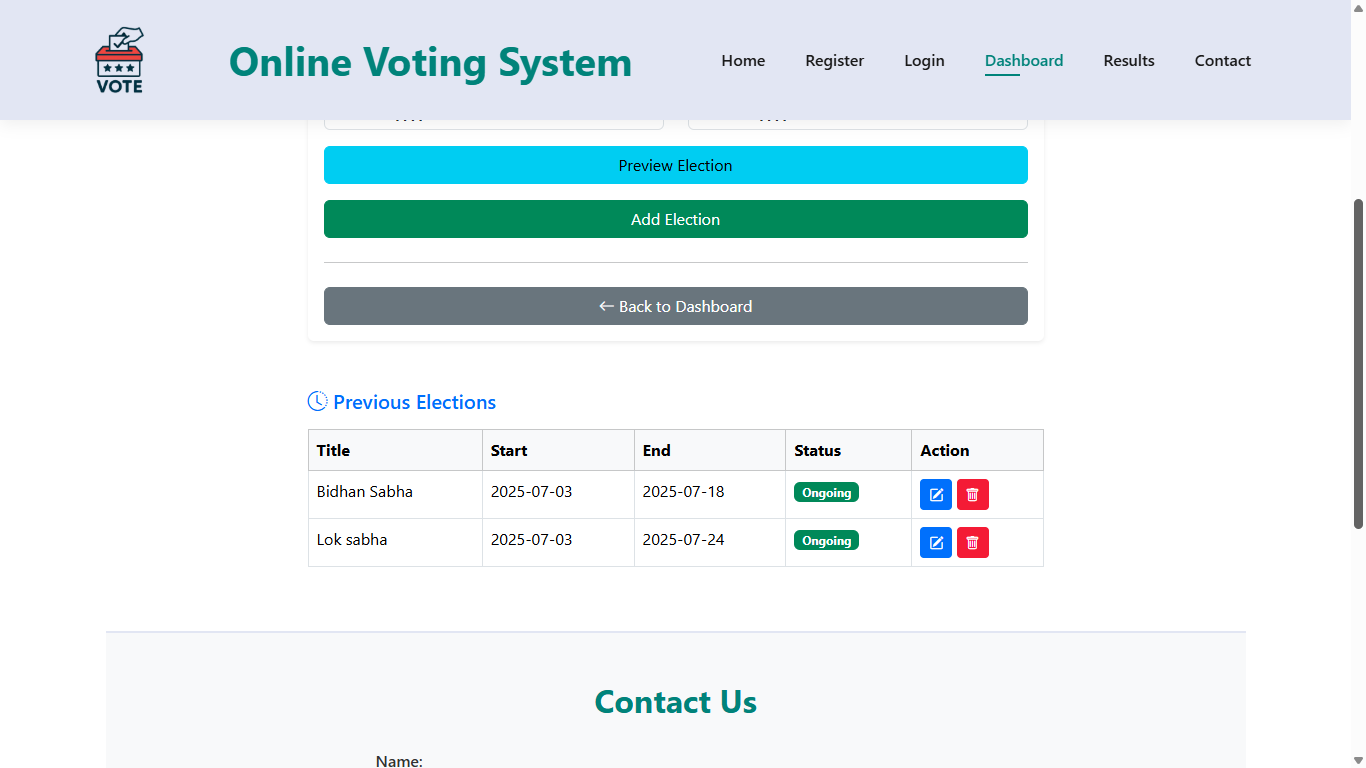 VOTE
Online Voting System
Home Register Login Dashboard Results Contact
Preview Election
Add Election
← Back to Dashboard
Previous Elections
Title Start End Status Action
Bidhan Sabha 2025-07-03 2025-07-18 Ongoing
Lok sabha 2025-07-03 2025-07-24 Ongoing
Contact Us
Name: